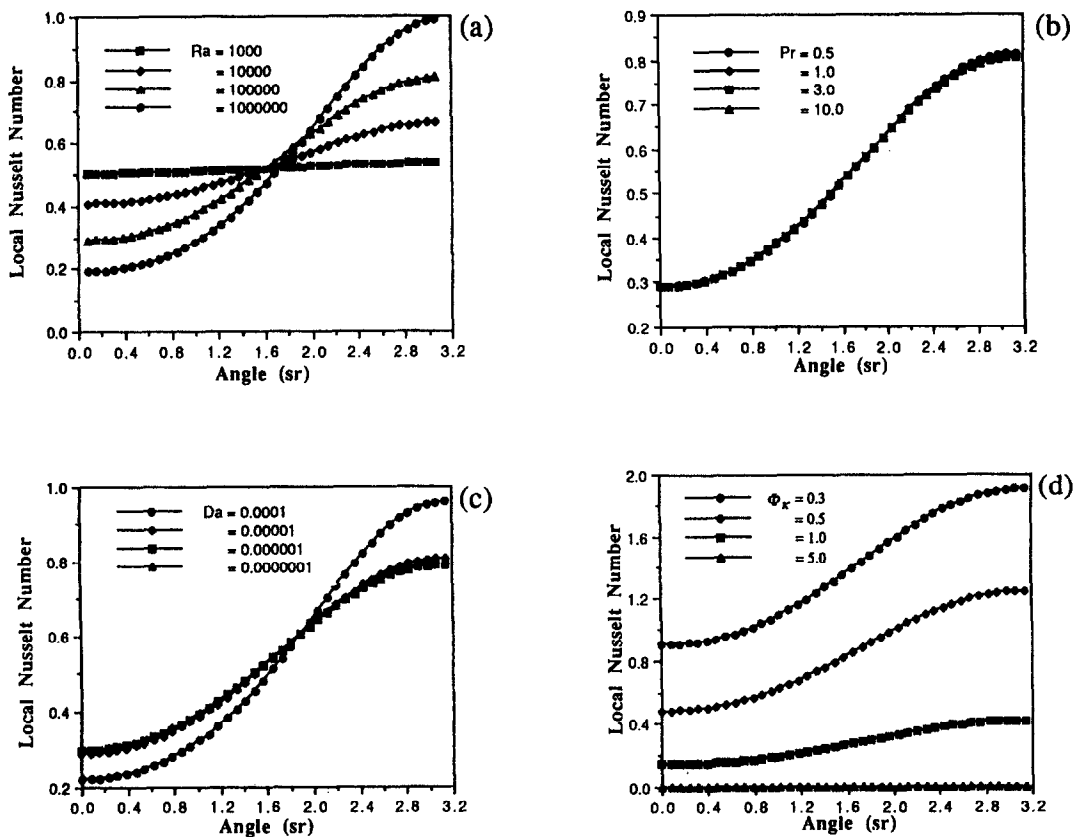 (a)
Local Nusselt Number
1.0
0.8
0.6
0.4
0.2
0.0
Ra = 1000
= 10000
= 100000
= 1000000
0.0 0.4 0.8 1.2 1.6 2.0 2.4 2.8 3.2
Angle (sr)
(b)
Local Nusselt Number
0.9
0.8
0.7
0.6
0.5
0.4
0.3
0.2
Pr = 0.5
= 1.0
= 3.0
= 10.0
0.0 0.4 0.8 1.2 1.6 2.0 2.4 2.8 3.2
Angle (sr)
(c)
Local Nusselt Number
1.0
0.8
0.6
0.4
0.2
Da = 0.0001
= 0.00001
= 0.000001
= 0.0000001
0.0 0.4 0.8 1.2 1.6 2.0 2.4 2.8 3.2
Angle (sr)
(d)
Local Nusselt Number
2.0
1.6
1.2
0.8
0.4
0.0
Φκ = 0.3
= 0.5
= 1.0
= 5.0
0.0 0.4 0.8 1.2 1.6 2.0 2.4 2.8 3.2
Angle (sr)